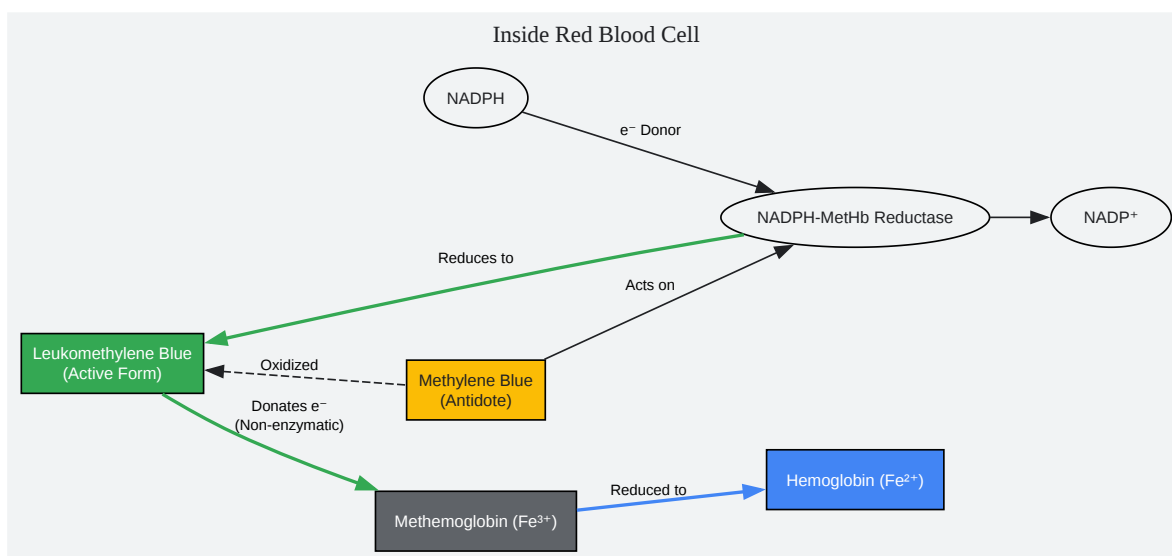 Inside Red Blood Cell
NADPH
e⁻ Donor
NADPH-MetHb Reductase
NADP⁺
Reduces to
Acts on
Leukomethylene Blue
(Active Form)
Oxidized
Methylene Blue
(Antidote)
Donates e⁻
(Non-enzymatic)
Methemoglobin (Fe³⁺)
Reduced to
Hemoglobin (Fe²⁺)